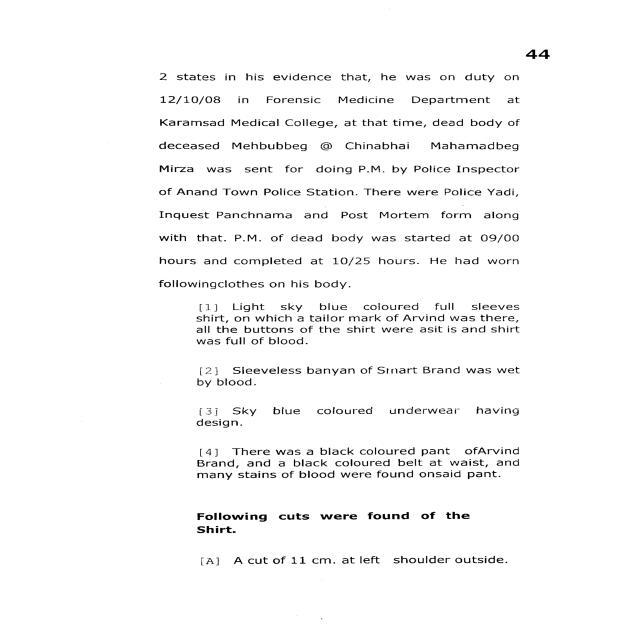 44
2 states in his evidence that, he was on duty on
12/10/08 in Forensic Medicine Department at
Karamsad Medical College, at that time, dead body of
deceased Mehbubbeg @ Chinabhai Mahamadbeg
Mirza was sent for doing P.M. by Police Inspector
of Anand Town Police Station. There were Police Yadi,
Inquest Panchnama and Post Mortem form along
with that. P.M. of dead body was started at 09/00
hours and completed at 10/25 hours. He had worn
followingclothes on his body.
[1] Light sky blue coloured full sleeves
shirt, on which a tailor mark of Arvind was there,
all the buttons of the shirt were asit is and shirt
was full of blood.
[2] Sleeveless banyan of Smart Brand was wet
by blood.
[3] Sky blue coloured underwear having
design.
[4] There was a black coloured pant ofArvind
Brand, and a black coloured belt at waist, and
many stains of blood were found onsaid pant.
Following cuts were found of the
Shirt.
[A] A cut of 11 cm. at left shoulder outside.